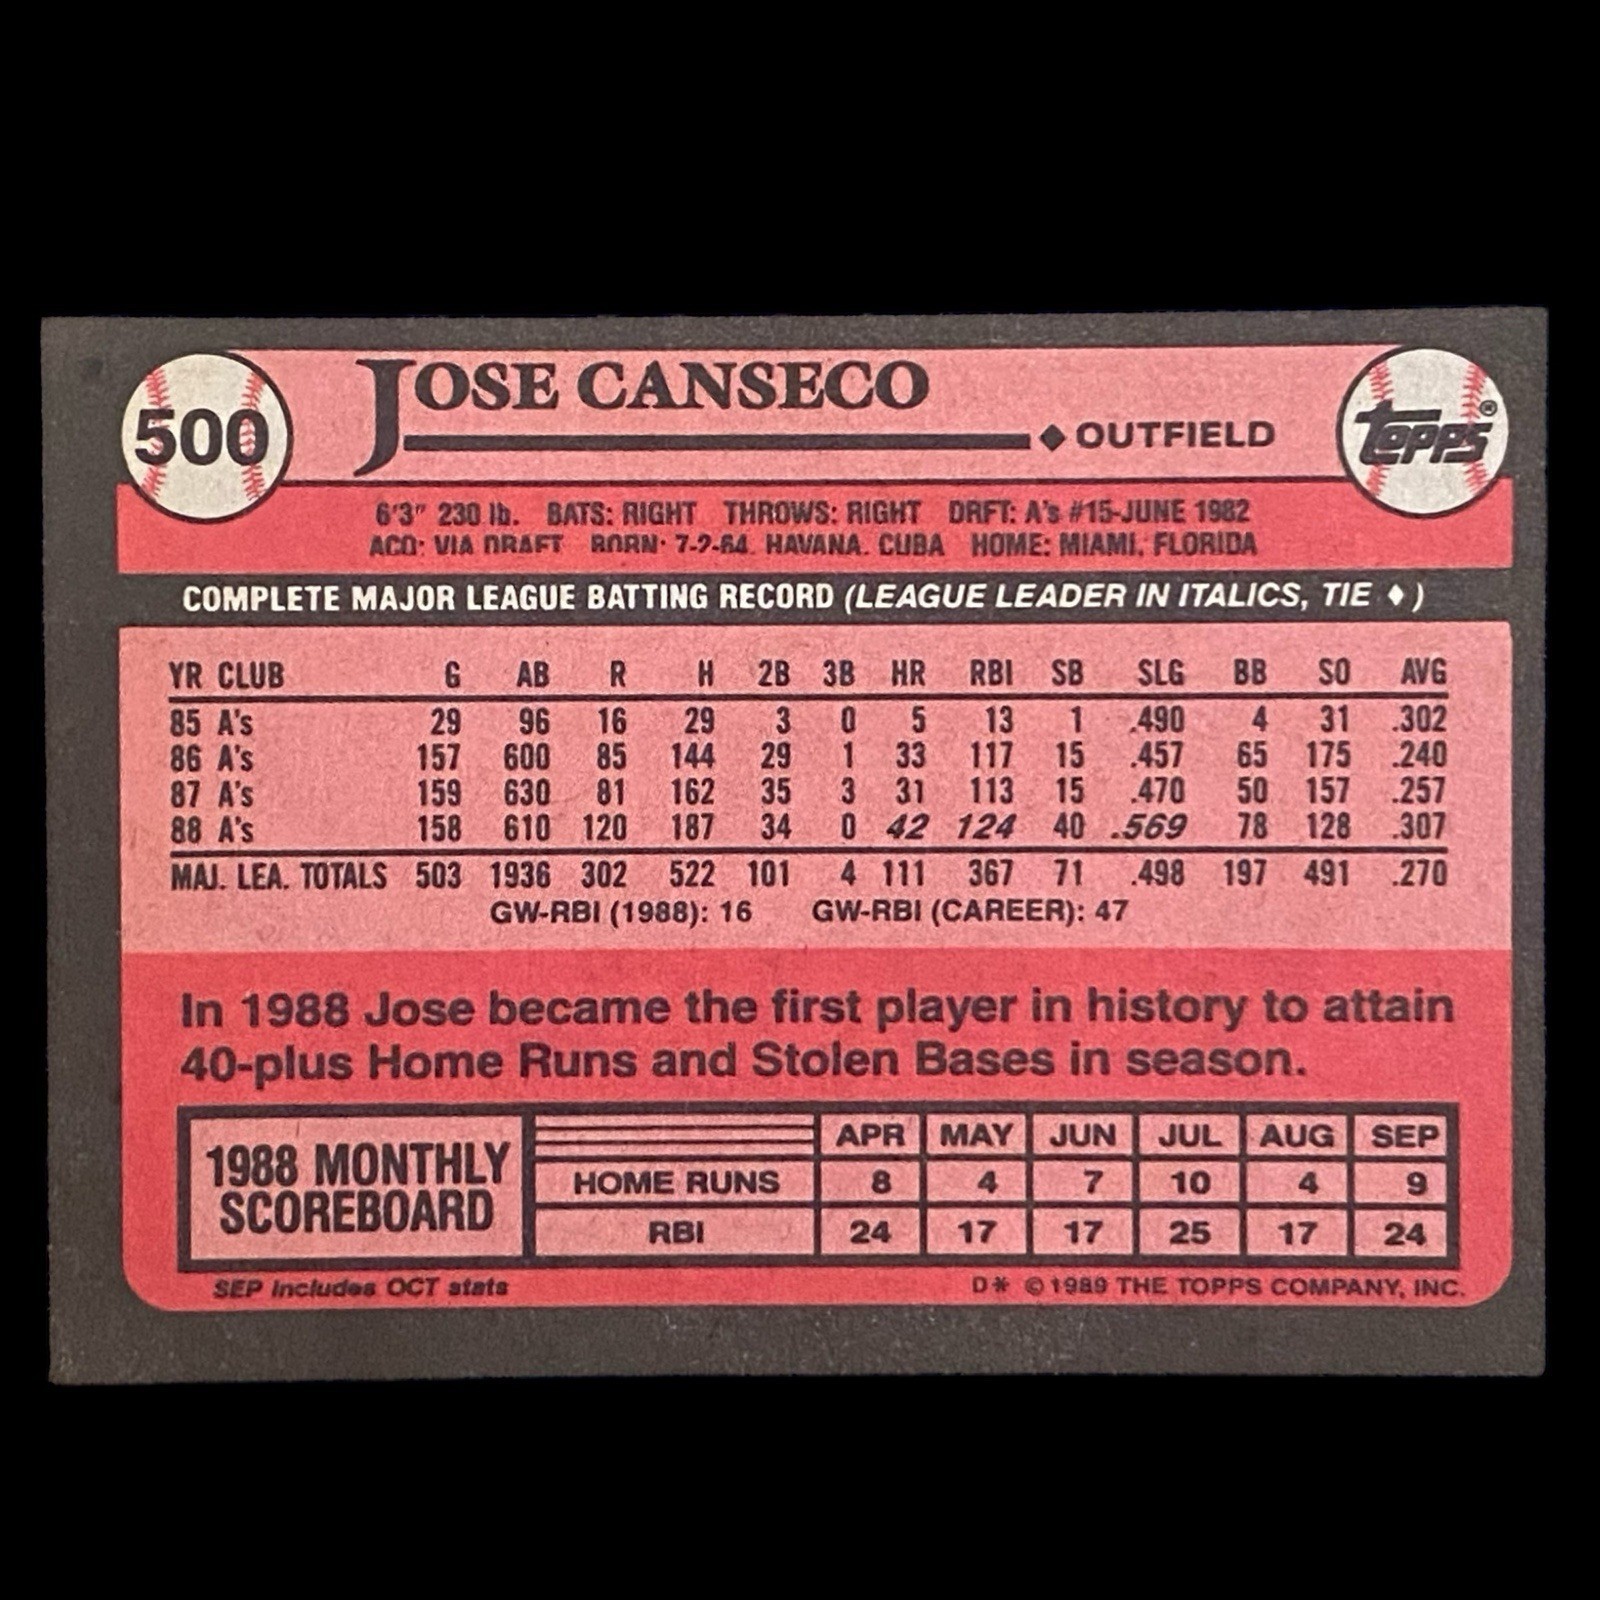 500
JOSE CANSECO
♦ OUTFIELD
topps®
6'3" 230 lb. BATS: RIGHT THROWS: RIGHT DRFT: A's #15-JUNE 1982
ACQ: VIA DRAFT BORN: 7-2-64, HAVANA, CUBA HOME: MIAMI, FLORIDA
COMPLETE MAJOR LEAGUE BATTING RECORD (LEAGUE LEADER IN ITALICS, TIE ♦)
YR CLUB G AB R H 2B 3B HR RBI SB SLG BB SO AVG
85 A's 29 96 16 29 3 0 5 13 1 .490 4 31 .302
86 A's 157 600 85 144 29 1 33 117 15 .457 65 175 .240
87 A's 159 630 81 162 35 3 31 113 15 .470 50 157 .257
88 A's 158 610 120 187 34 0 42 124 40 .569 78 128 .307
MAJ. LEA. TOTALS 503 1936 302 522 101 4 111 367 71 .498 197 491 .270
GW-RBI (1988): 16 GW-RBI (CAREER): 47
In 1988 Jose became the first player in history to attain
40-plus Home Runs and Stolen Bases in season.
1988 MONTHLY
SCOREBOARD
APR MAY JUN JUL AUG SEP
HOME RUNS 8 4 7 10 4 9
RBI 24 17 17 25 17 24
SEP includes OCT stats
D* © 1989 THE TOPPS COMPANY, INC.